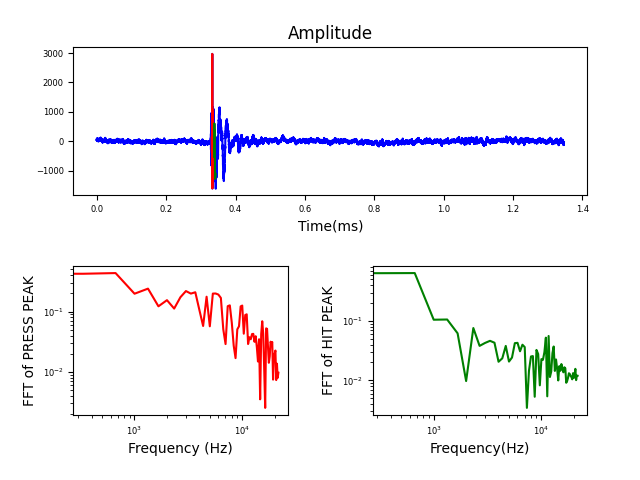 Amplitude
3000
2000
1000
0
−1000
0.0 0.2 0.4 0.6 0.8 1.0 1.2 1.4
Time(ms)
FFT of PRESS PEAK
10⁻¹
10⁻²
10³ 10⁴
Frequency (Hz)
FFT of HIT PEAK
10⁻¹
10⁻²
10³ 10⁴
Frequency(Hz)